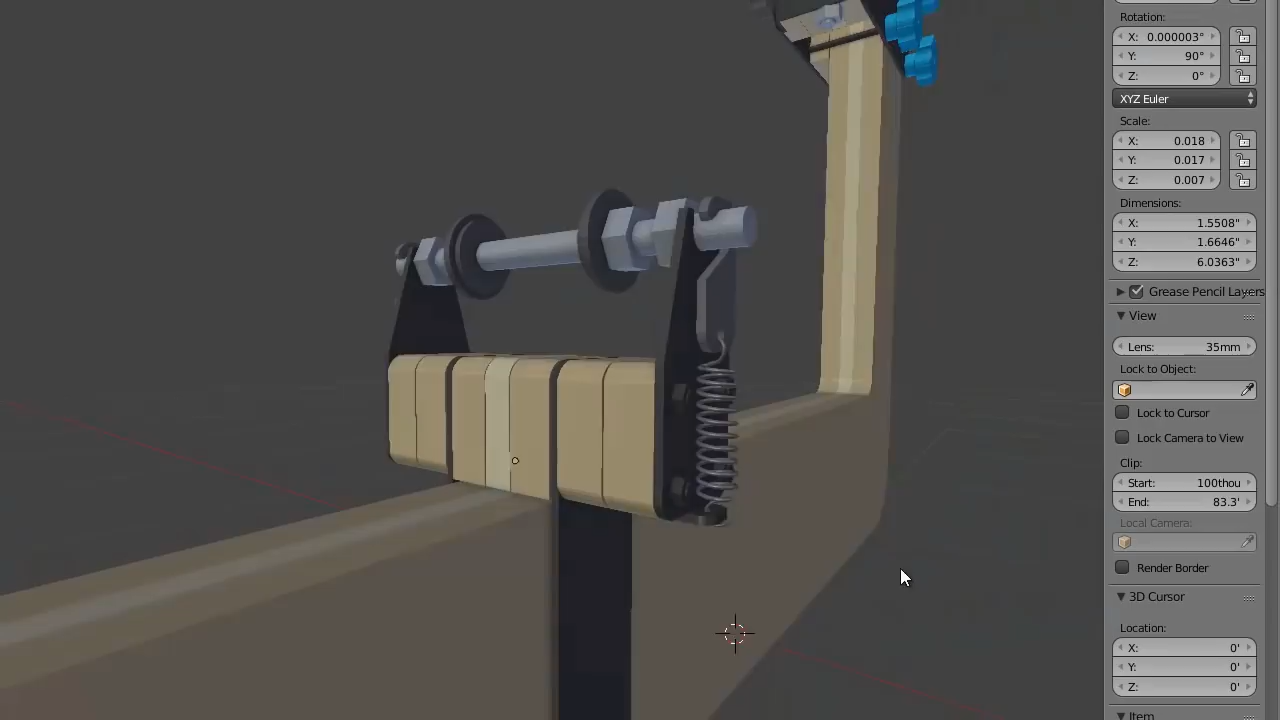 Rotation:
X: 0.000003°
Y: 90°
Z: 0°
XYZ Euler
Scale:
X: 0.018
Y: 0.017
Z: 0.007
Dimensions:
X: 1.5508"
Y: 1.6646"
Z: 6.0363"
Grease Pencil Layers
View
Lens: 35mm
Lock to Object:
Lock to Cursor
Lock Camera to View
Clip:
Start: 100thou
End: 83.3'
Local Camera:
Render Border
3D Cursor
Location:
X: 0'
Y: 0'
Z: 0'
Item